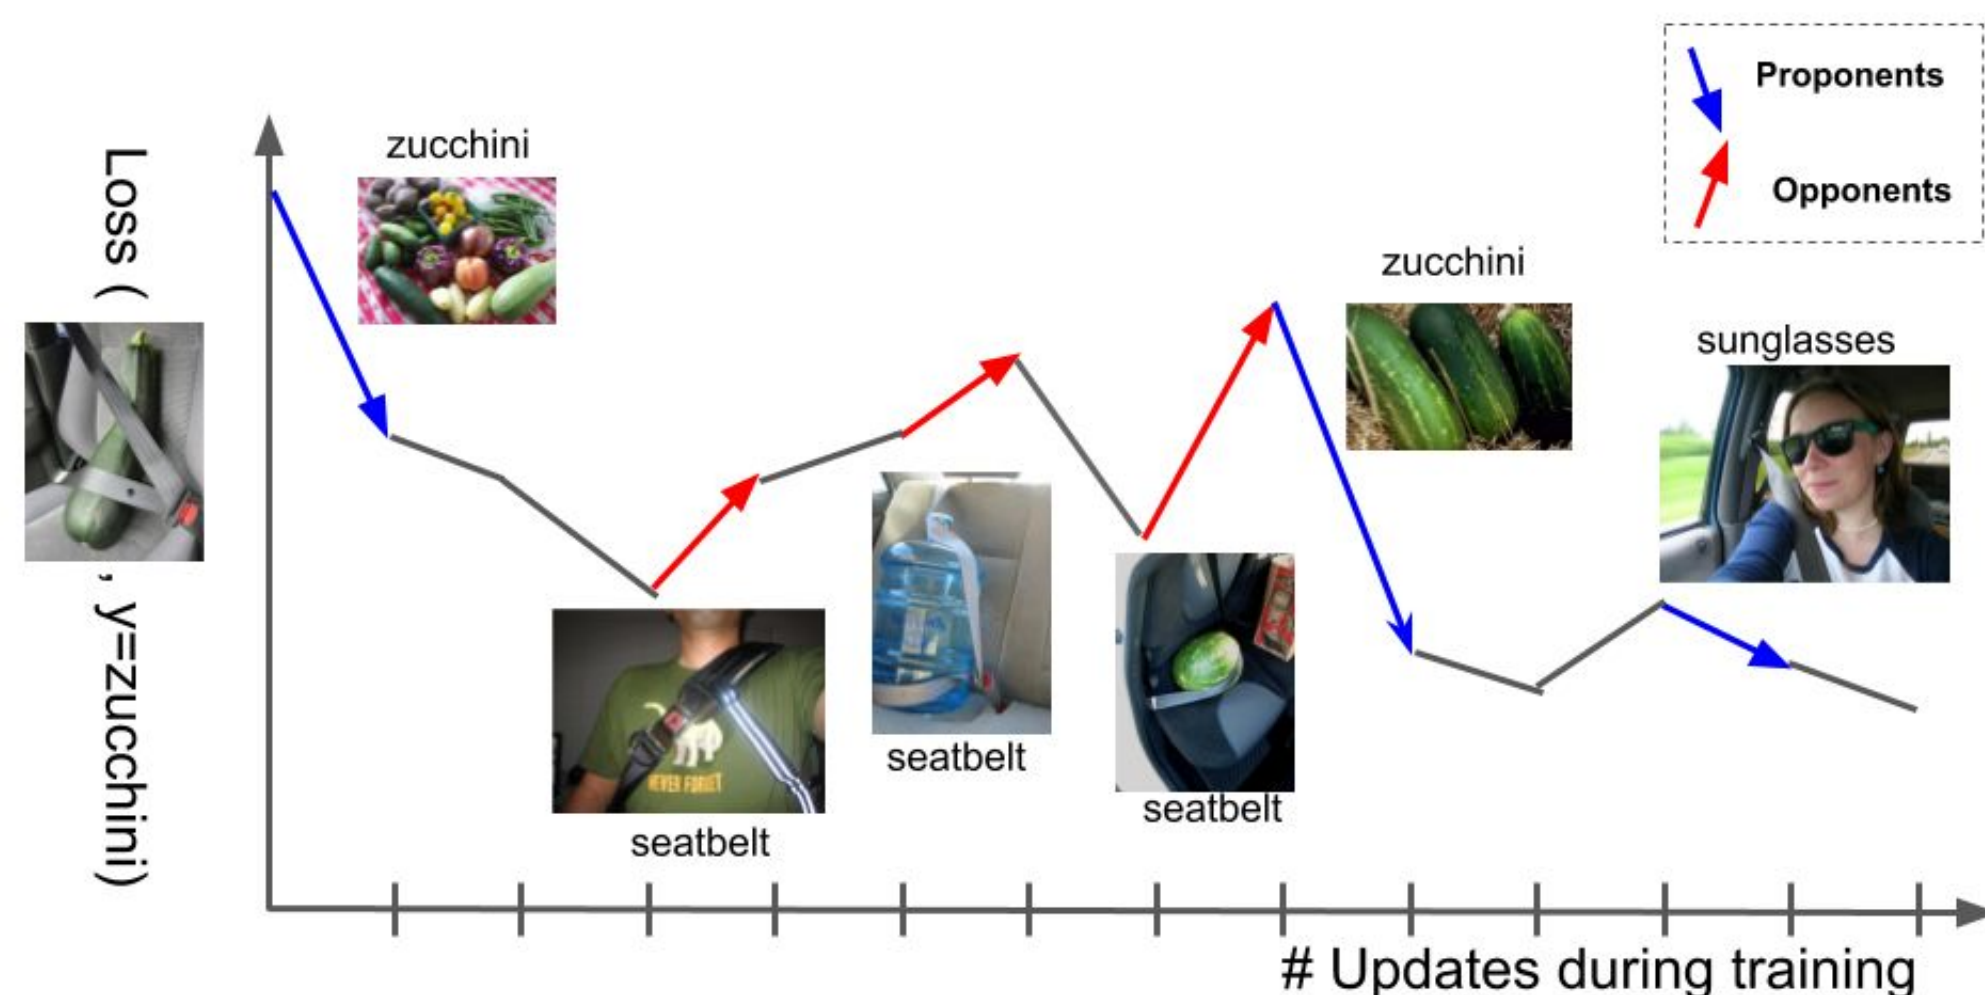 Loss (
, y=zucchini)
zucchini
seatbelt
NEVER FORGET
seatbelt
seatbelt
zucchini
sunglasses
Proponents
Opponents
# Updates during training